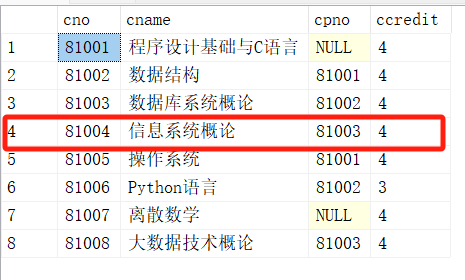 cno cname cpno ccredit
1 81001 程序设计基础与C语言 NULL 4
2 81002 数据结构 81001 4
3 81003 数据库系统概论 81002 4
4 81004 信息系统概论 81003 4
5 81005 操作系统 81001 4
6 81006 Python语言 81002 3
7 81007 离散数学 NULL 4
8 81008 大数据技术概论 81003 4